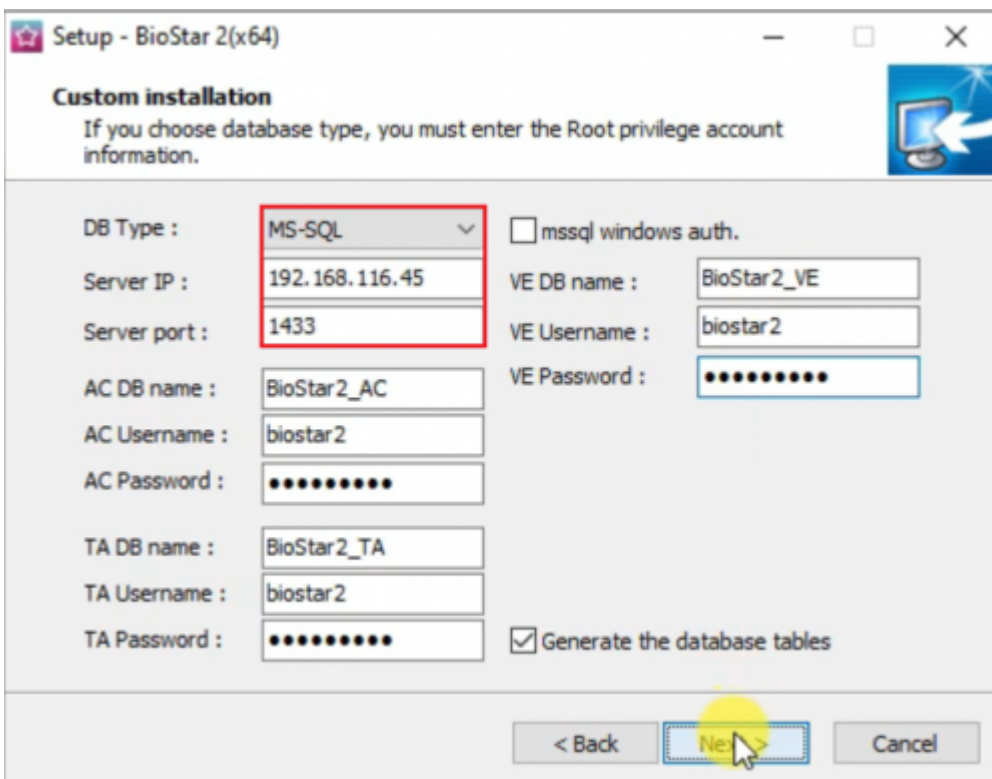 Setup - BioStar 2(x64)
Custom installation
If you choose database type, you must enter the Root privilege account
information.
DB Type :
MS-SQL
mssql windows auth.
Server IP :
192.168.116.45
VE DB name :
BioStar2_VE
Server port :
1433
VE Username :
biostar2
VE Password :
●●●●●●●●●
AC DB name :
BioStar2_AC
AC Username :
biostar2
AC Password :
●●●●●●●●●
TA DB name :
BioStar2_TA
TA Username :
biostar2
TA Password :
●●●●●●●●●
Generate the database tables
< Back
Next >
Cancel